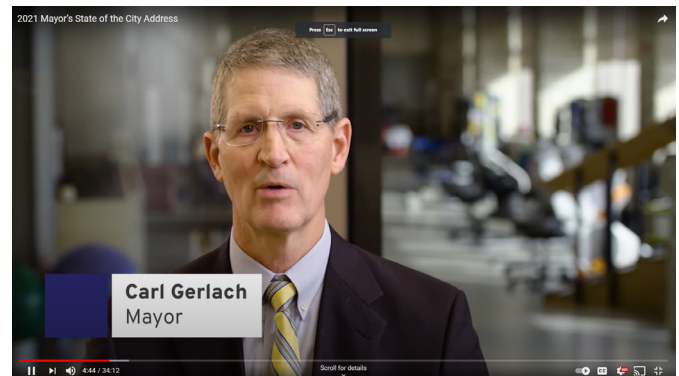 2021 Mayor's State of the City Address
Press Esc to exit full screen
Carl Gerlach
Mayor
4:44 / 34:12
Scroll for details
CC